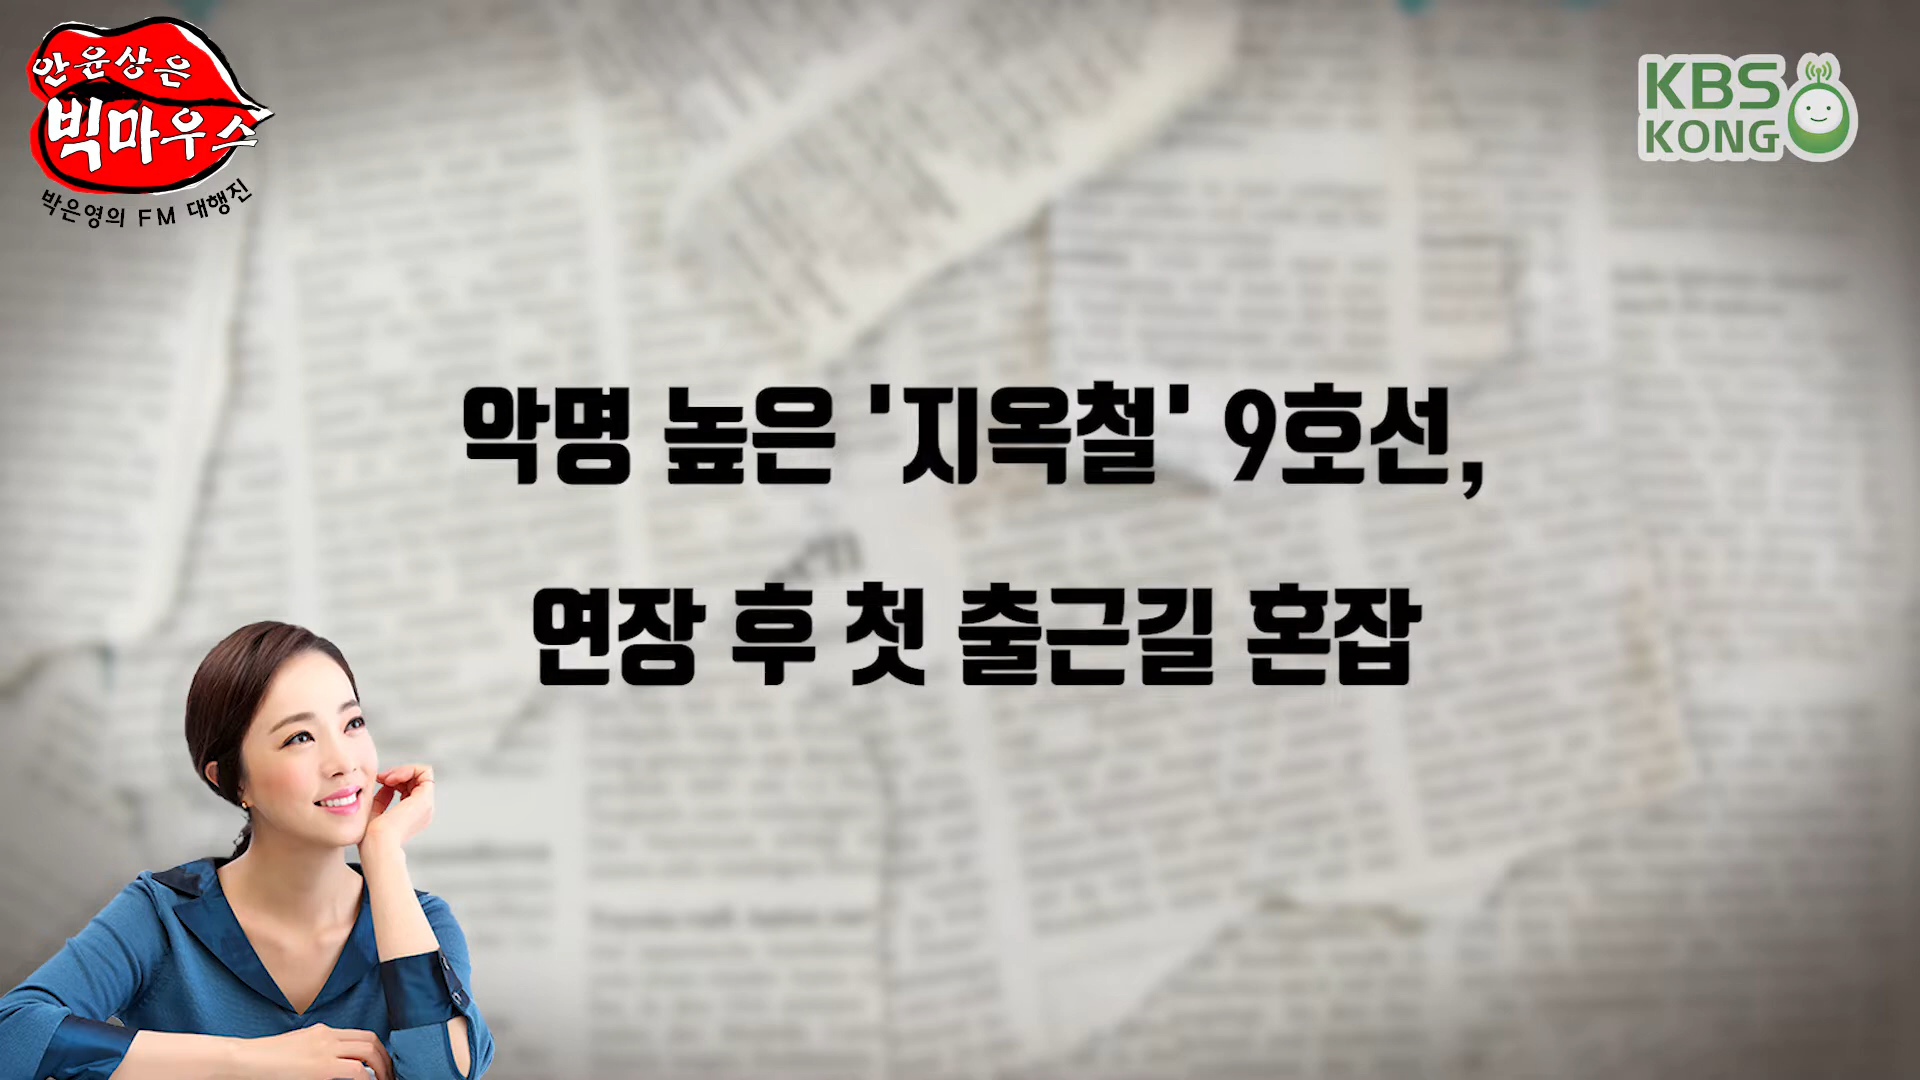 안윤상은
빅마우스
박은영의 FM 대행진
KBS
KONG
악명 높은 '지옥철' 9호선,
연장 후 첫 출근길 혼잡